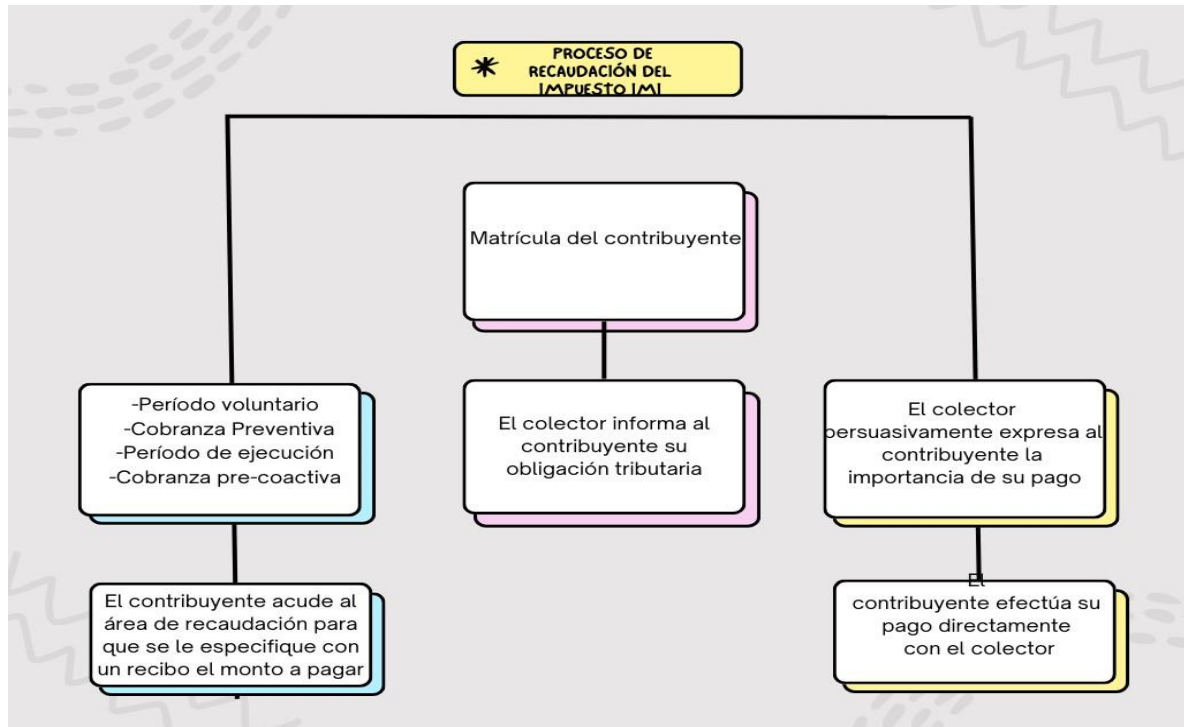 PROCESO DE
RECAUDACIÓN DEL
IMPUESTO IMI
Matrícula del contribuyente
-Período voluntario
-Cobranza Preventiva
-Período de ejecución
-Cobranza pre-coactiva
El colector informa al
contribuyente su
obligación tributaria
El colector
persuasivamente expresa al
contribuyente la
importancia de su pago
El contribuyente acude al
área de recaudación para
que se le especifique con
un recibo el monto a pagar
El
contribuyente efectúa su
pago directamente
con el colector